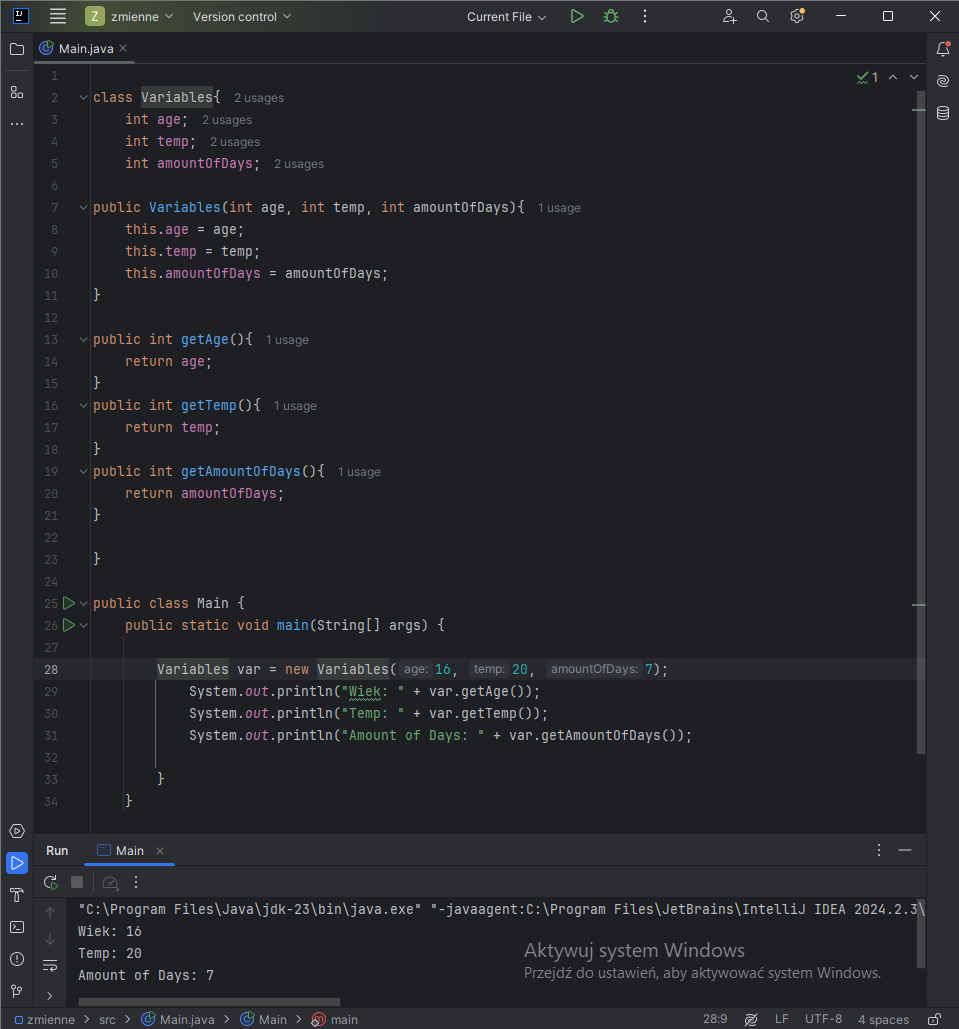 Z zmienne Version control Current File
Main.java
1 1
2 class Variables{ 2 usages
3 int age; 2 usages
4 int temp; 2 usages
5 int amountOfDays; 2 usages
6
7 public Variables(int age, int temp, int amountOfDays){ 1 usage
8 this.age = age;
9 this.temp = temp;
10 this.amountOfDays = amountOfDays;
11 }
12
13 public int getAge(){ 1 usage
14 return age;
15 }
16 public int getTemp(){ 1 usage
17 return temp;
18 }
19 public int getAmountOfDays(){ 1 usage
20 return amountOfDays;
21 }
22
23 }
24
25 public class Main {
26 public static void main(String[] args) {
27
28 Variables var = new Variables( age: 16, temp: 20, amountOfDays: 7);
29 System.out.println("Wiek: " + var.getAge());
30 System.out.println("Temp: " + var.getTemp());
31 System.out.println("Amount of Days: " + var.getAmountOfDays());
32
33 }
34 }
Run Main
"C:\Program Files\Java\jdk-23\bin\java.exe" "-javaagent:C:\Program Files\JetBrains\IntelliJ IDEA 2024.2.3\
Wiek: 16
Temp: 20
Amount of Days: 7
Aktywuj system Windows
Przejdź do ustawień, aby aktywować system Windows.
zmienne > src > Main.java > Main > main 28:9 LF UTF-8 4 spaces